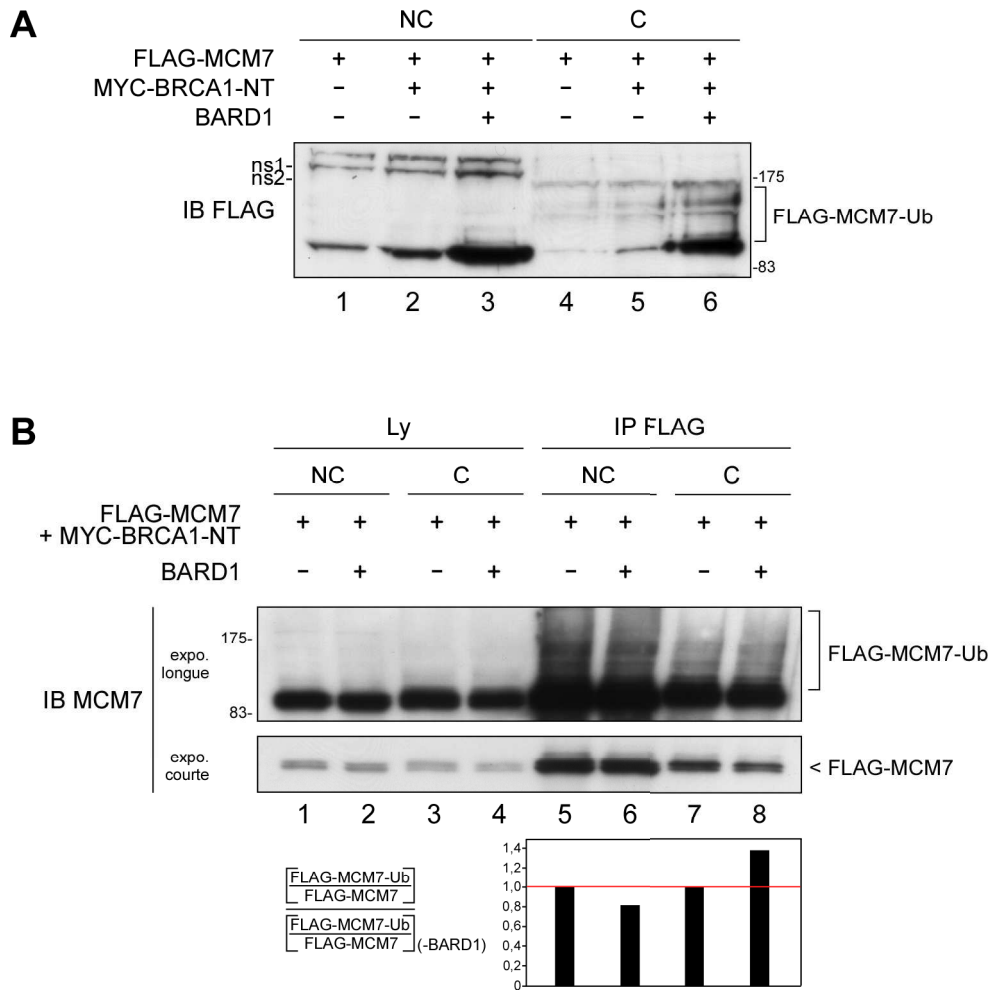 A
NC C
FLAG-MCM7 + + + + + +
MYC-BRCA1-NT - + + - + +
BARD1 - - + - - +
ns1-
ns2-
IB FLAG
-175
FLAG-MCM7-Ub
-83
1 2 3 4 5 6
B
Ly IP FLAG
NC C NC C
FLAG-MCM7
+ MYC-BRCA1-NT + + + + + + + +
BARD1 - + - + - + - +
IB MCM7
expo.
longue
175-
83-
FLAG-MCM7-Ub
expo.
courte
< FLAG-MCM7
1 2 3 4 5 6 7 8
FLAG-MCM7-Ub
FLAG-MCM7
FLAG-MCM7-Ub
FLAG-MCM7 (-BARD1)
1,4
1,2
1,0
0,8
0,6
0,4
0,2
0